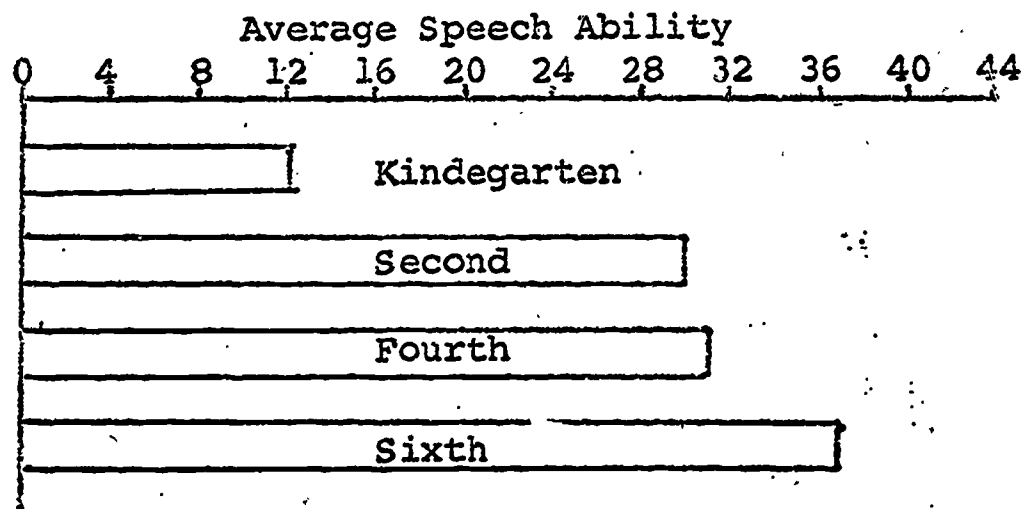 Average Speech Ability
0 4 8 12 16 20 24 28 32 36 40 44
Kindegarten
Second
Fourth
Sixth